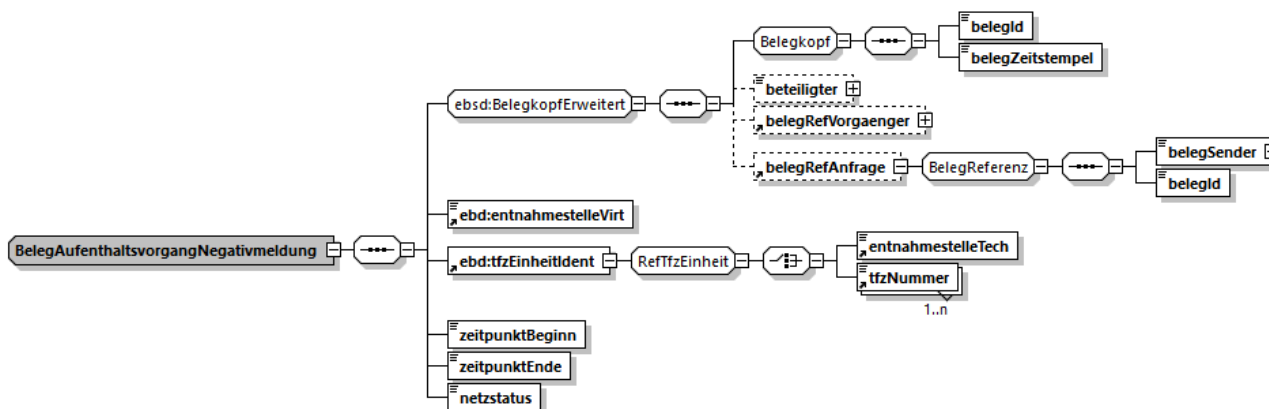 belegId
Belegkopf
belegZeitstempel
beteiligter
ebsd:BelegkopfErweitert
belegRefVorgaenger
belegSender
belegRefAnfrage
BelegReferenz
belegId
ebd:entnahmestelleVirt
BelegAufenthaltsvorgangNegativmeldung
entnahmestelleTech
ebd:tfzEinheitIdent
RefTfzEinheit
tfzNummer
1..n
zeitpunktBeginn
zeitpunktEnde
netzstatus